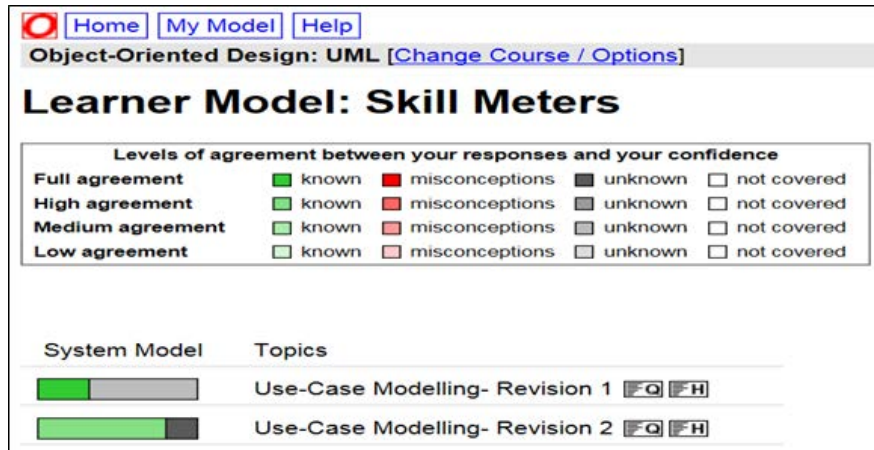 Home My Model Help
Object-Oriented Design: UML [Change Course / Options]
Learner Model: Skill Meters
Levels of agreement between your responses and your confidence
Full agreement known misconceptions unknown not covered
High agreement known misconceptions unknown not covered
Medium agreement known misconceptions unknown not covered
Low agreement known misconceptions unknown not covered
System Model Topics
Use-Case Modelling- Revision 1 Q H
Use-Case Modelling- Revision 2 Q H